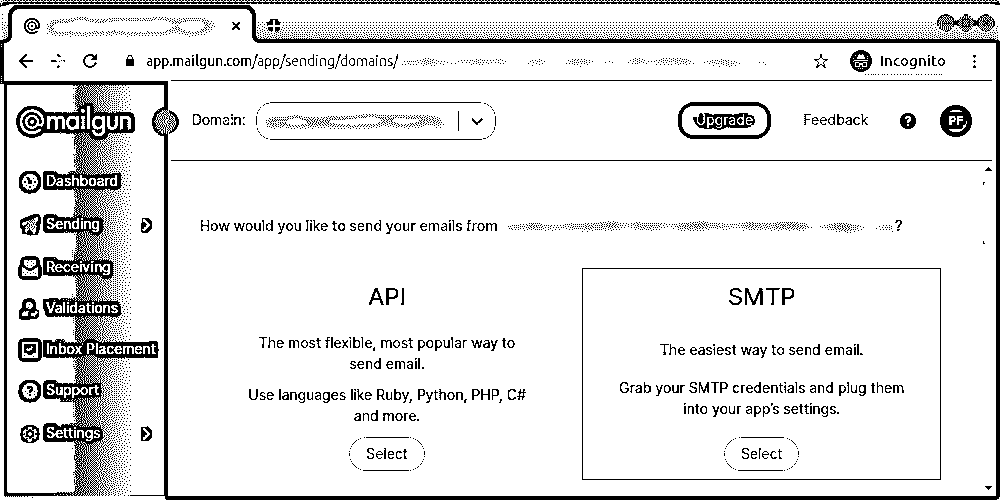 app.mailgun.com/app/sending/domains/
Incognito
@mailgun
Domain:
Upgrade
Feedback
?
PF
Dashboard
Sending
Receiving
Validations
Inbox Placement
Support
Settings
How would you like to send your emails from ?
API
The most flexible, most popular way to
send email.
Use languages like Ruby, Python, PHP, C#
and more.
Select
SMTP
The easiest way to send email.
Grab your SMTP credentials and plug them
into your app's settings.
Select